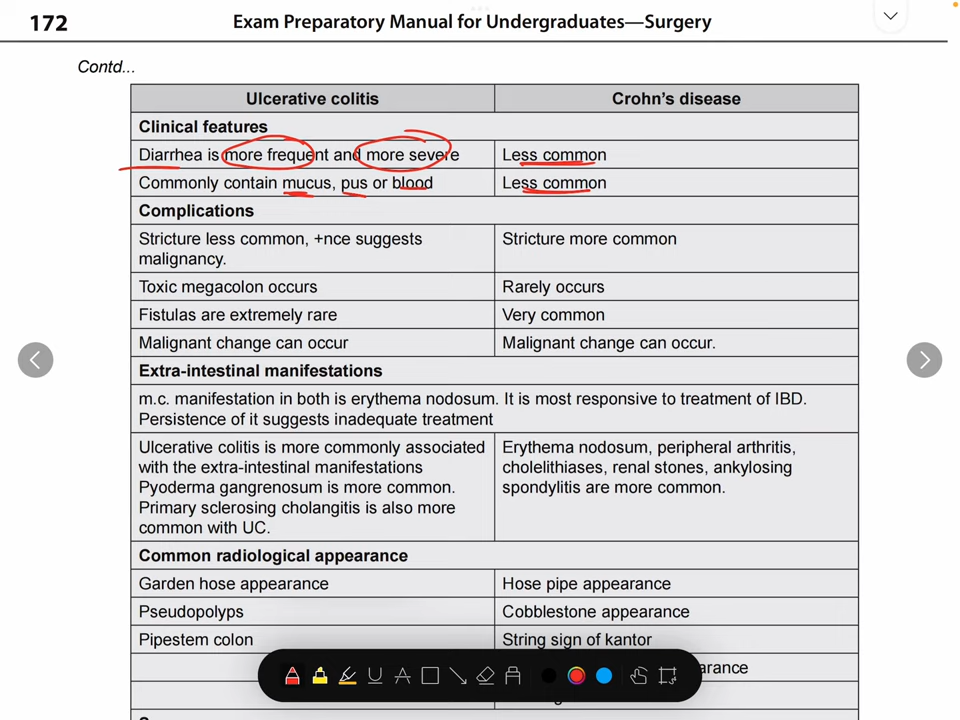 172
Exam Preparatory Manual for Undergraduates—Surgery
Contd...
Ulcerative colitis
Crohn's disease
Clinical features
Diarrhea is more frequent and more severe
Less common
Commonly contain mucus, pus or blood
Less common
Complications
Stricture less common, +nce suggests
malignancy.
Stricture more common
Toxic megacolon occurs
Rarely occurs
Fistulas are extremely rare
Very common
Malignant change can occur
Malignant change can occur.
Extra-intestinal manifestations
m.c. manifestation in both is erythema nodosum. It is most responsive to treatment of IBD.
Persistence of it suggests inadequate treatment
Ulcerative colitis is more commonly associated
with the extra-intestinal manifestations
Pyoderma gangrenosum is more common.
Primary sclerosing cholangitis is also more
common with UC.
Erythema nodosum, peripheral arthritis,
cholelithiases, renal stones, ankylosing
spondylitis are more common.
Common radiological appearance
Garden hose appearance
Hose pipe appearance
Pseudopolyps
Cobblestone appearance
Pipestem colon
String sign of kantor